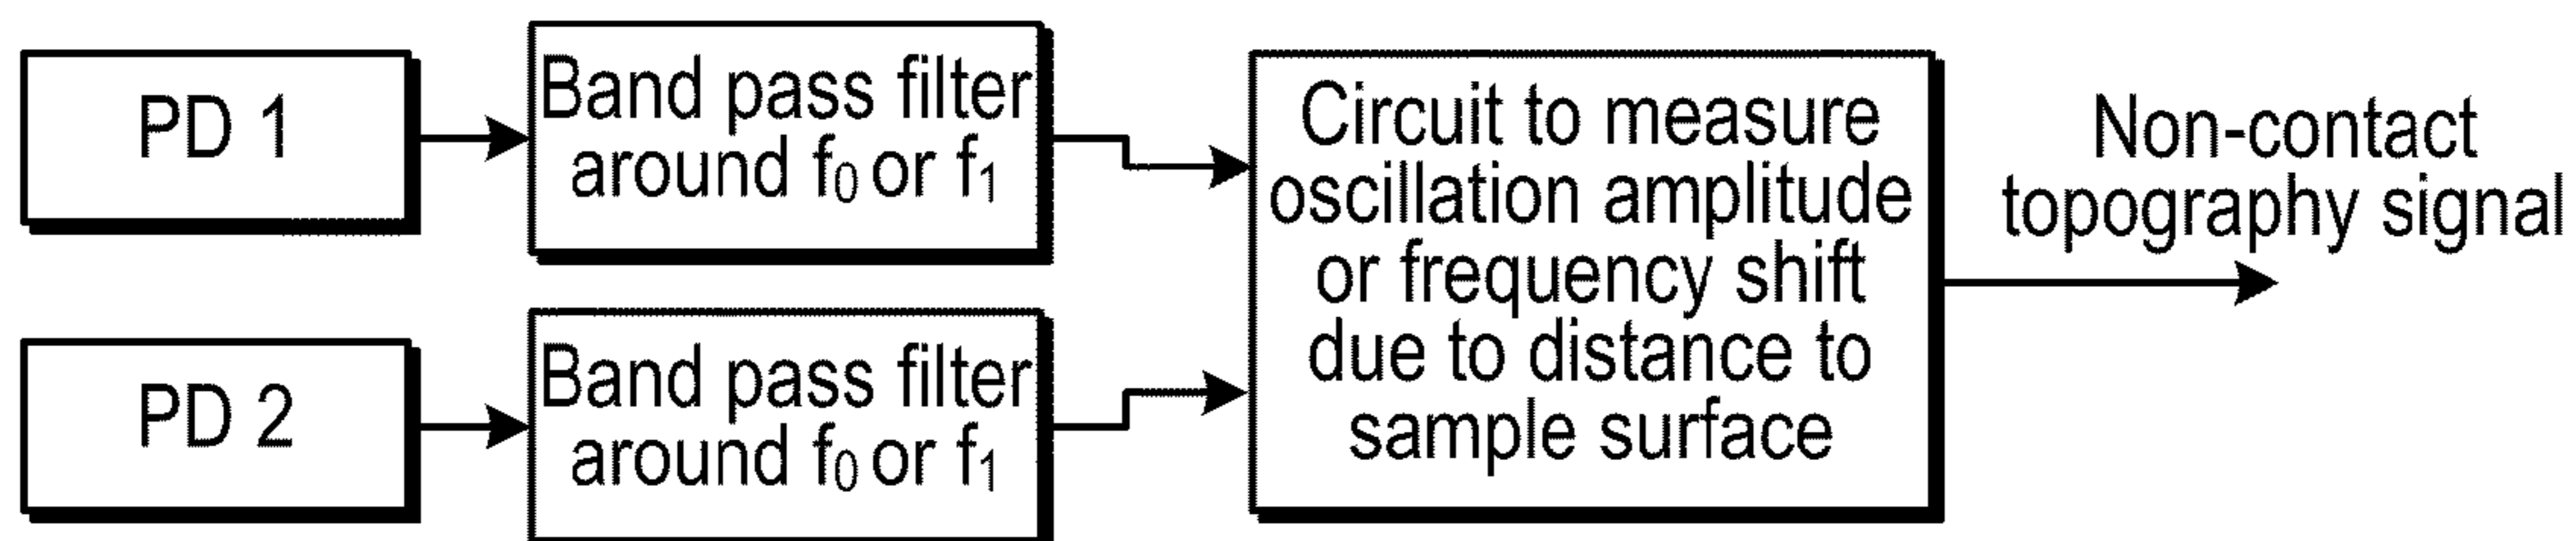 PD 1
Band pass filter
around f₀ or f₁
PD 2
Band pass filter
around f₀ or f₁
Circuit to measure
oscillation amplitude
or frequency shift
due to distance to
sample surface
Non-contact
topography signal